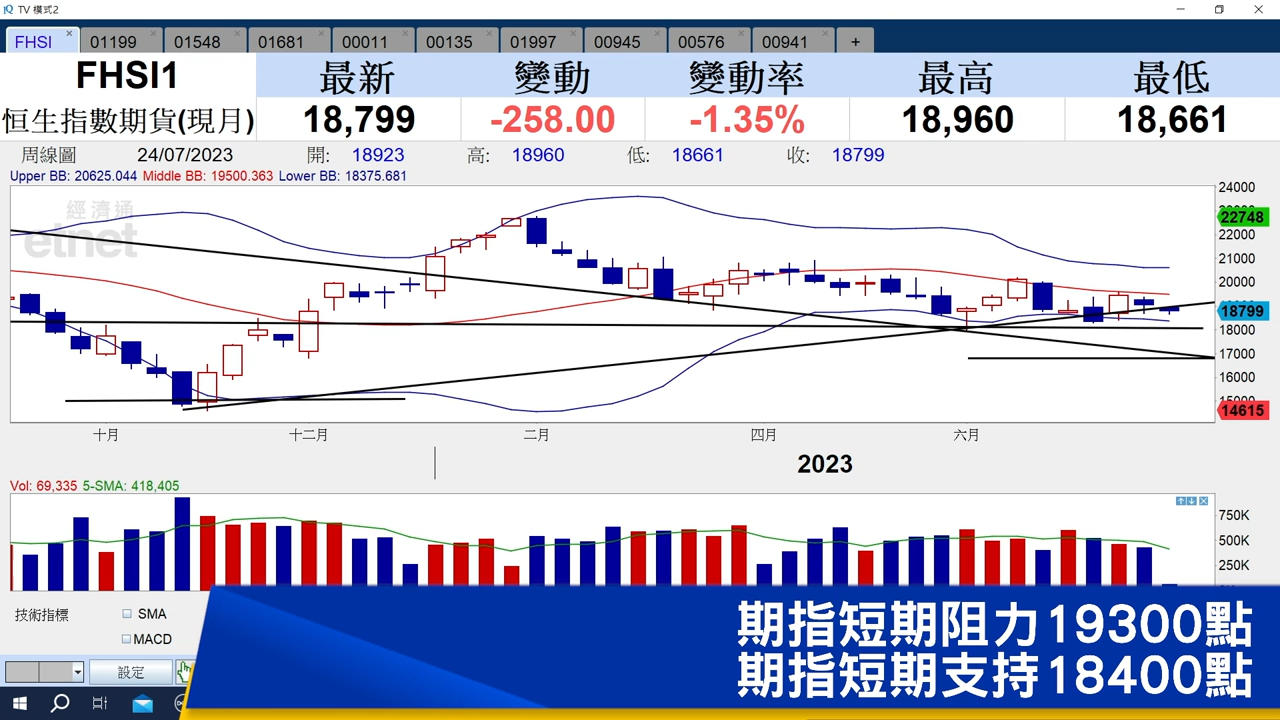 TV 模式2
FHSI 01199 01548 01681 00011 00135 01997 00945 00576 00941 +
FHSI1 最新 變動 變動率 最高 最低
恒生指數期貨(現月) 18,799 -258.00 -1.35% 18,960 18,661
周線圖 24/07/2023 開: 18923 高: 18960 低: 18661 收: 18799
Upper BB: 20625.044 Middle BB: 19500.363 Lower BB: 18375.681
經濟通
etnet
24000
22748
22000
21000
20000
18799
18000
17000
16000
14615
十月 十二月 二月 四月 六月
2023
Vol: 69,335 5-SMA: 418,405
750K
500K
250K
技術指標 SMA
MACD
設定
期指短期阻力19300點
期指短期支持18400點